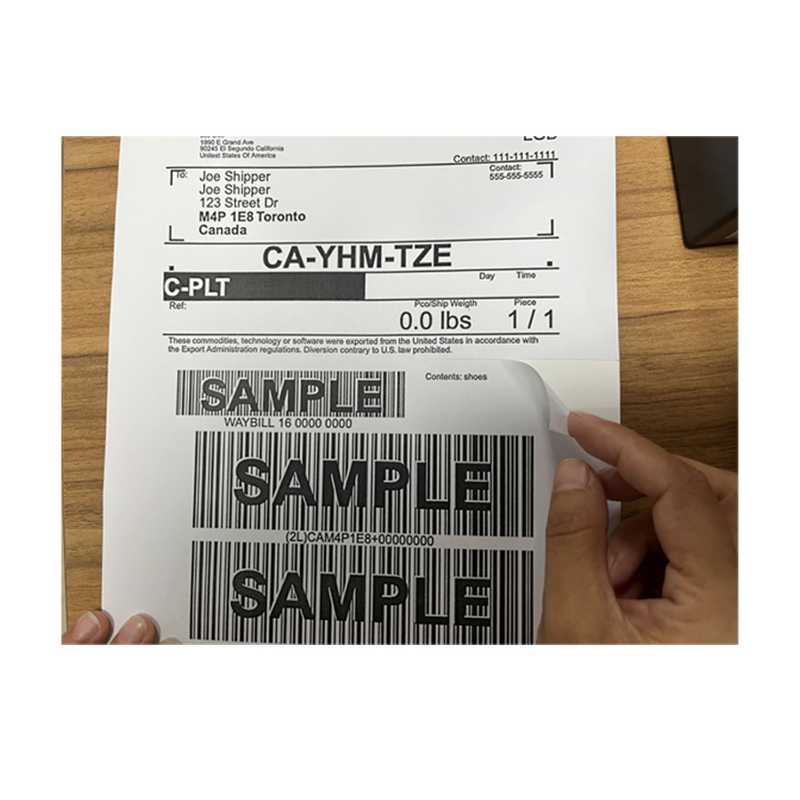 1990 E Grand Ave
90245 El Segundo California
United States Of America
Contact: 111-111-1111
To:
Joe Shipper
Joe Shipper
123 Street Dr
M4P 1E8 Toronto
Canada
Contact:
555-555-5555
CA-YHM-TZE
C-PLT
Day Time
Ref:
Pco/Ship Weigth Piece
0.0 lbs 1 / 1
These commodities, technology or software were exported from the United States in accordance with
the Export Administration regulations. Diversion contrary to U.S. law prohibited.
Contents: shoes
SAMPLE
WAYBILL 16 0000 0000
SAMPLE
(2L)CAM4P1E8+00000000
SAMPLE